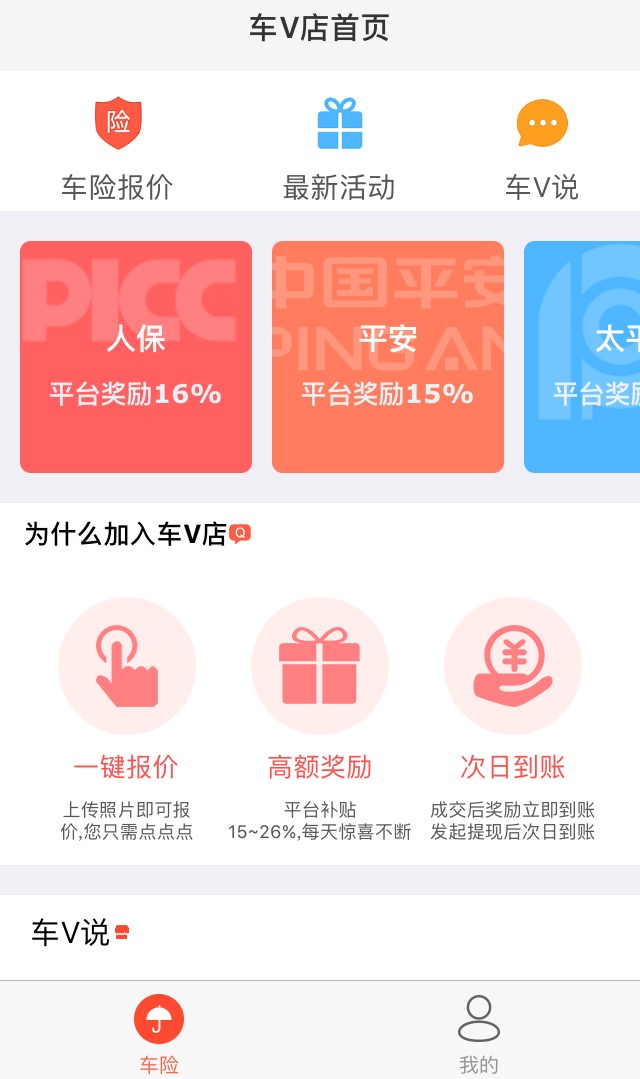 车V店首页
险
车险报价
最新活动
车V说
PICC
人保
平台奖励16%
中国平安
PING AN
平安
平台奖励15%
太平
平台奖励
为什么加入车V店Q
一键报价
上传照片即可报
价,您只需点点点
高额奖励
平台补贴
15~26%,每天惊喜不断
次日到账
成交后奖励立即到账
发起提现后次日到账
车V说
车险
我的